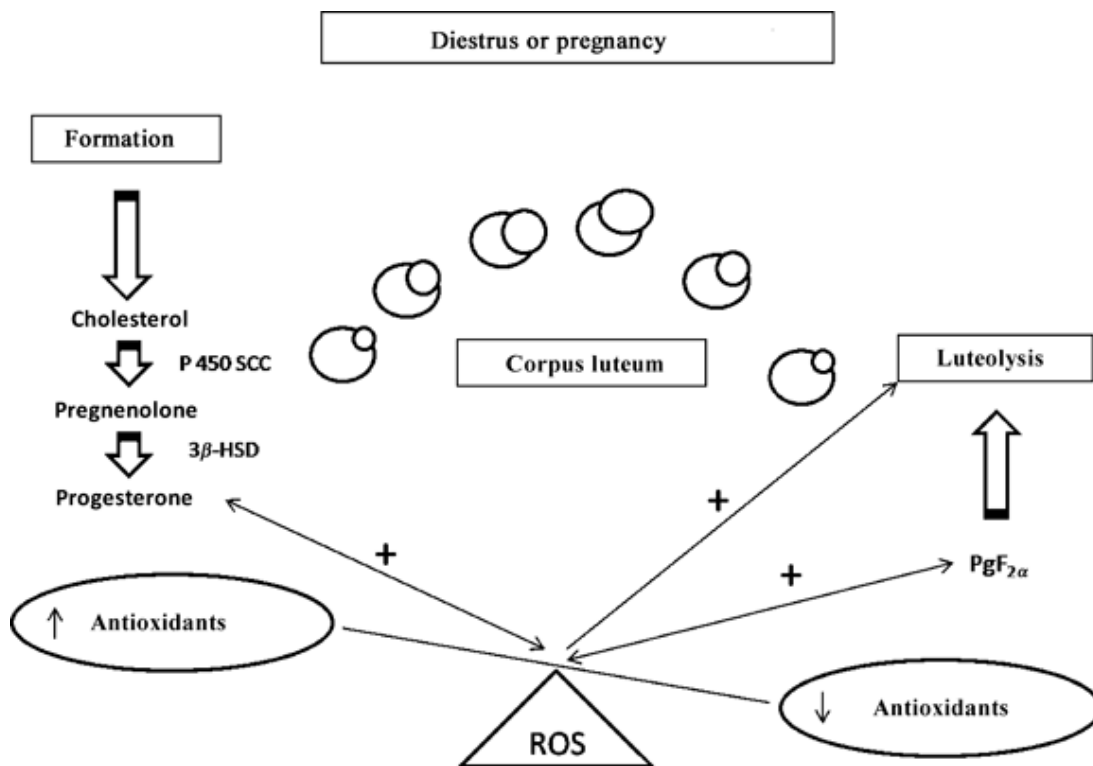 Diestrus or pregnancy
Formation
Cholesterol
P 450 SCC
Pregnenolone
3β-HSD
Progesterone
Corpus luteum
Luteolysis
+
+
+
PgF2α
↑ Antioxidants
↓ Antioxidants
ROS